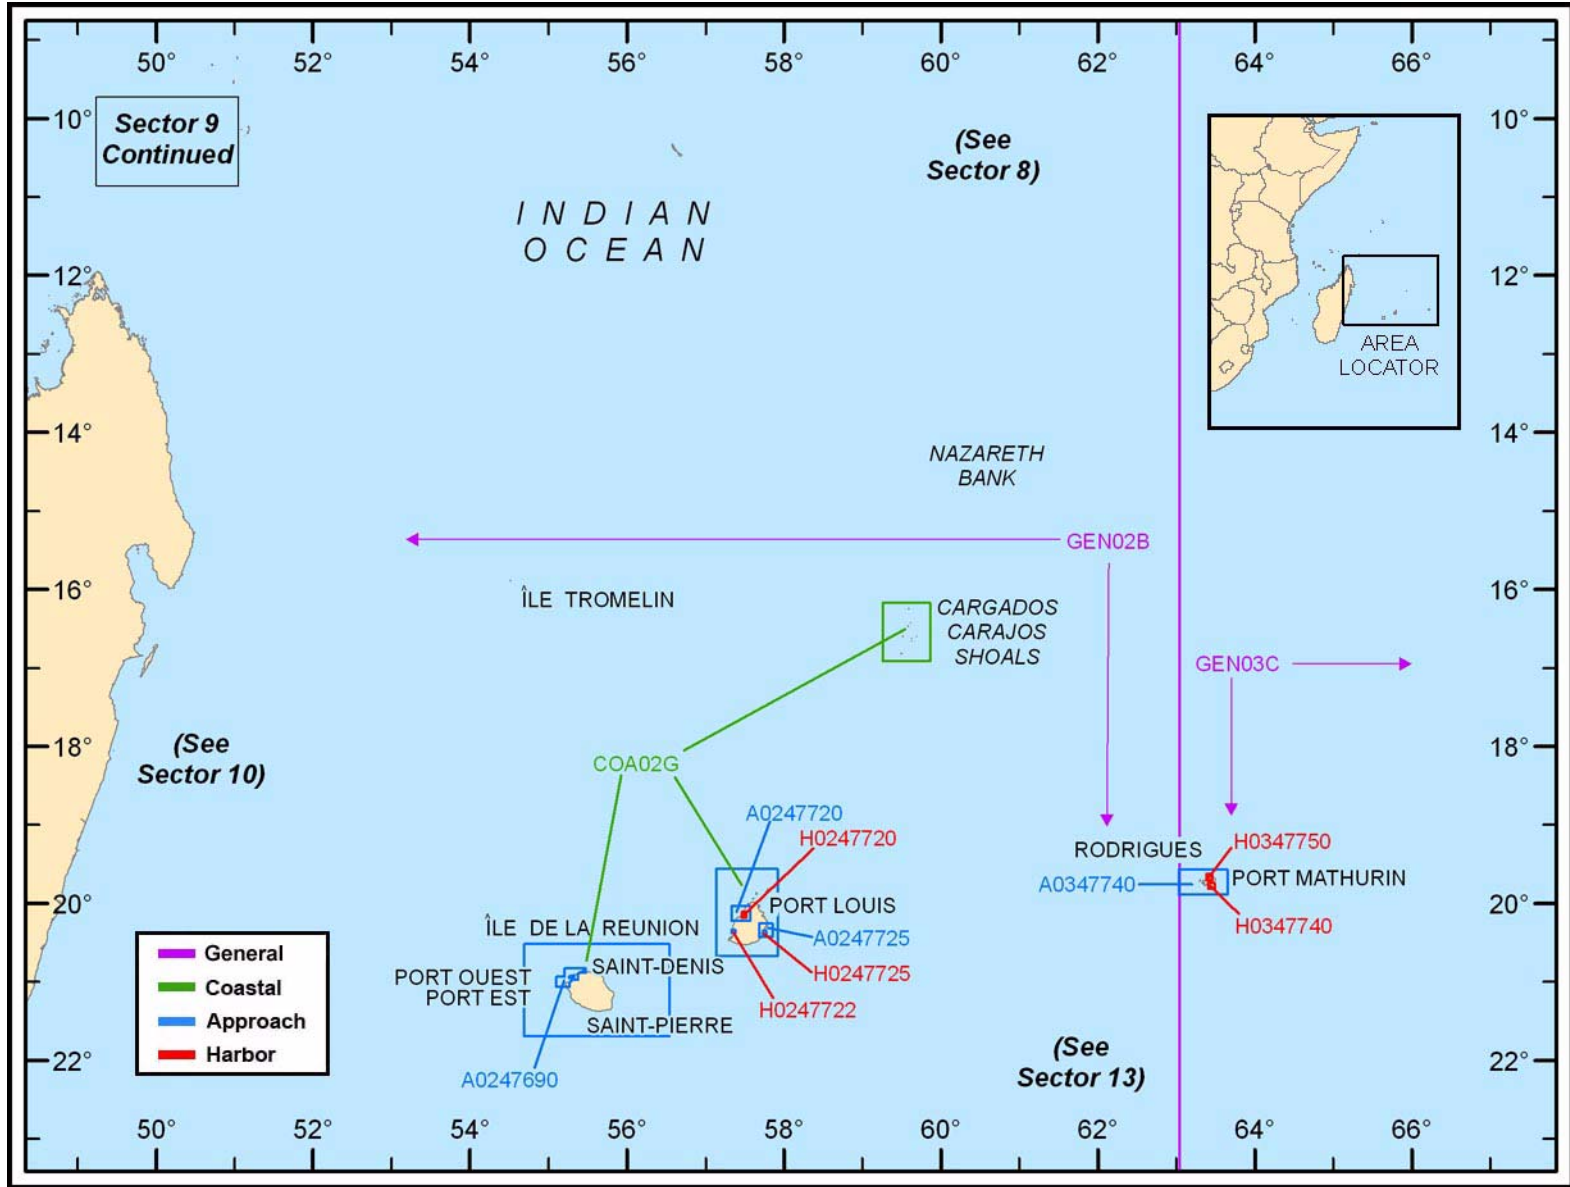 50° 52° 54° 56° 58° 60° 62° 64° 66°
Sector 9
Continued
10°
10°
(See
Sector 8)
INDIAN
OCEAN
12°
12°
AREA
LOCATOR
14°
14°
NAZARETH
BANK
GEN02B
16°
16°
ÎLE TROMELIN
CARGADOS
CARAJOS
SHOALS
GEN03C
(See
Sector 10)
18°
18°
COA02G
A0247720
H0247720
RODRIGUES
H0347750
A0347740
PORT MATHURIN
H0347740
20°
20°
PORT LOUIS
A0247725
H0247725
H0247722
ÎLE DE LA REUNION
PORT OUEST
PORT EST
SAINT-DENIS
SAINT-PIERRE
A0247690
General
Coastal
Approach
Harbor
(See
Sector 13)
22°
22°
50° 52° 54° 56° 58° 60° 62° 64° 66°